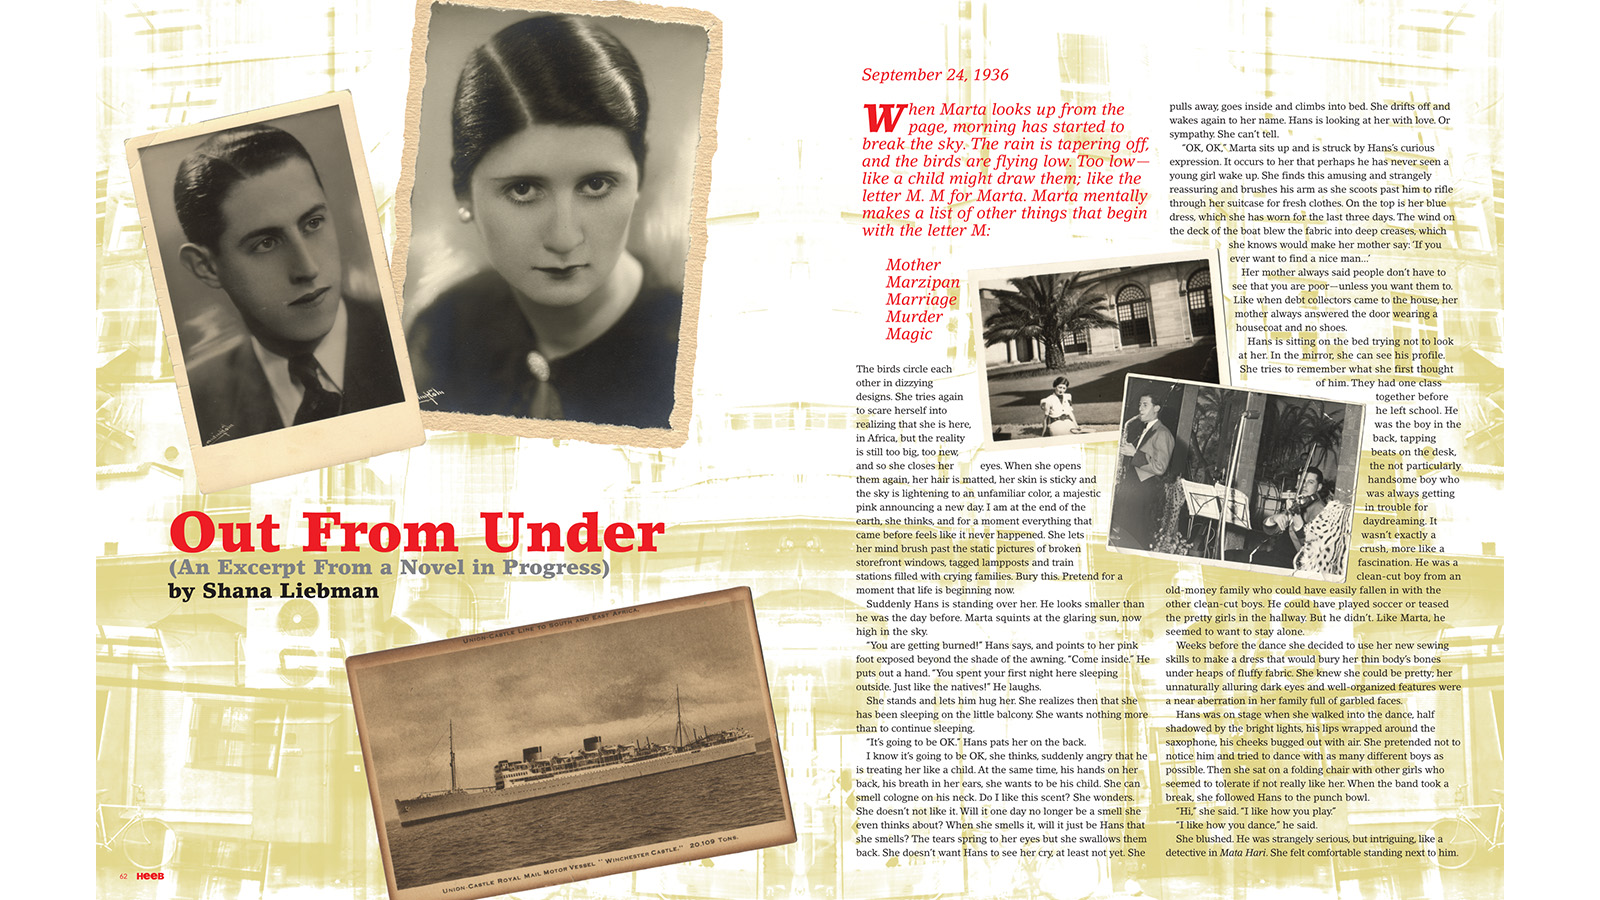 Out From Under
(An Excerpt From a Novel in Progress)
by Shana Liebman
UNION-CASTLE LINE TO SOUTH AND EAST AFRICA.
UNION-CASTLE ROYAL MAIL MOTOR VESSEL "WINCHESTER CASTLE." 20,109 TONS.
62 HEEB
September 24, 1936
When Marta looks up from the
page, morning has started to
break the sky. The rain is tapering off,
and the birds are flying low. Too low—
like a child might draw them; like the
letter M. M for Marta. Marta mentally
makes a list of other things that begin
with the letter M:
Mother
Marzipan
Marriage
Murder
Magic
The birds circle each
other in dizzying
designs. She tries again
to scare herself into
realizing that she is here,
in Africa, but the reality
is still too big, too new,
and so she closes her eyes. When she opens
them again, her hair is matted, her skin is sticky and
the sky is lightening to an unfamiliar color, a majestic
pink announcing a new day. I am at the end of the
earth, she thinks, and for a moment everything that
came before feels like it never happened. She lets
her mind brush past the static pictures of broken
storefront windows, tagged lampposts and train
stations filled with crying families. Bury this. Pretend for a
moment that life is beginning now.
Suddenly Hans is standing over her. He looks smaller than
he was the day before. Marta squints at the glaring sun, now
high in the sky.
"You are getting burned!" Hans says, and points to her pink
foot exposed beyond the shade of the awning. "Come inside." He
puts out a hand. "You spent your first night here sleeping
outside. Just like the natives!" He laughs.
She stands and lets him hug her. She realizes then that she
has been sleeping on the little balcony. She wants nothing more
than to continue sleeping.
"It's going to be OK." Hans pats her on the back.
I know it's going to be OK, she thinks, suddenly angry that he
is treating her like a child. At the same time, his hands on her
back, his breath in her ears, she wants to be his child. She can
smell cologne on his neck. Do I like this scent? She wonders.
She doesn't not like it. Will it one day no longer be a smell she
even thinks about? When she smells it, will it just be Hans that
she smells? The tears spring to her eyes but she swallows them
back. She doesn't want Hans to see her cry, at least not yet. She
pulls away, goes inside and climbs into bed. She drifts off and
wakes again to her name. Hans is looking at her with love. Or
sympathy. She can't tell.
"OK, OK," Marta sits up and is struck by Hans's curious
expression. It occurs to her that perhaps he has never seen a
young girl wake up. She finds this amusing and strangely
reassuring and brushes his arm as she scoots past him to rifle
through her suitcase for fresh clothes. On the top is her blue
dress, which she has worn for the last three days. The wind on
the deck of the boat blew the fabric into deep creases, which
she knows would make her mother say: 'If you
ever want to find a nice man...'
Her mother always said people don't have to
see that you are poor—unless you want them to.
Like when debt collectors came to the house, her
mother always answered the door wearing a
housecoat and no shoes.
Hans is sitting on the bed trying not to look
at her. In the mirror, she can see his profile.
She tries to remember what she first thought
of him. They had one class
together before
he left school. He
was the boy in the
back, tapping
beats on the desk,
the not particularly
handsome boy who
was always getting
in trouble for
daydreaming. It
wasn't exactly a
crush, more like a
fascination. He was a
clean-cut boy from an
old-money family who could have easily fallen in with the
other clean-cut boys. He could have played soccer or teased
the pretty girls in the hallway. But he didn't. Like Marta, he
seemed to want to stay alone.
Weeks before the dance she decided to use her new sewing
skills to make a dress that would bury her thin body's bones
under heaps of fluffy fabric. She knew she could be pretty; her
unnaturally alluring dark eyes and well-organized features were
a near aberration in her family full of garbled faces.
Hans was on stage when she walked into the dance, half
shadowed by the bright lights, his lips wrapped around the
saxophone, his cheeks bugged out with air. She pretended not to
notice him and tried to dance with as many different boys as
possible. Then she sat on a folding chair with other girls who
seemed to tolerate if not really like her. When the band took a
break, she followed Hans to the punch bowl.
"Hi," she said. "I like how you play."
"I like how you dance," he said.
She blushed. He was strangely serious, but intriguing, like a
detective in Mata Hari. She felt comfortable standing next to him.